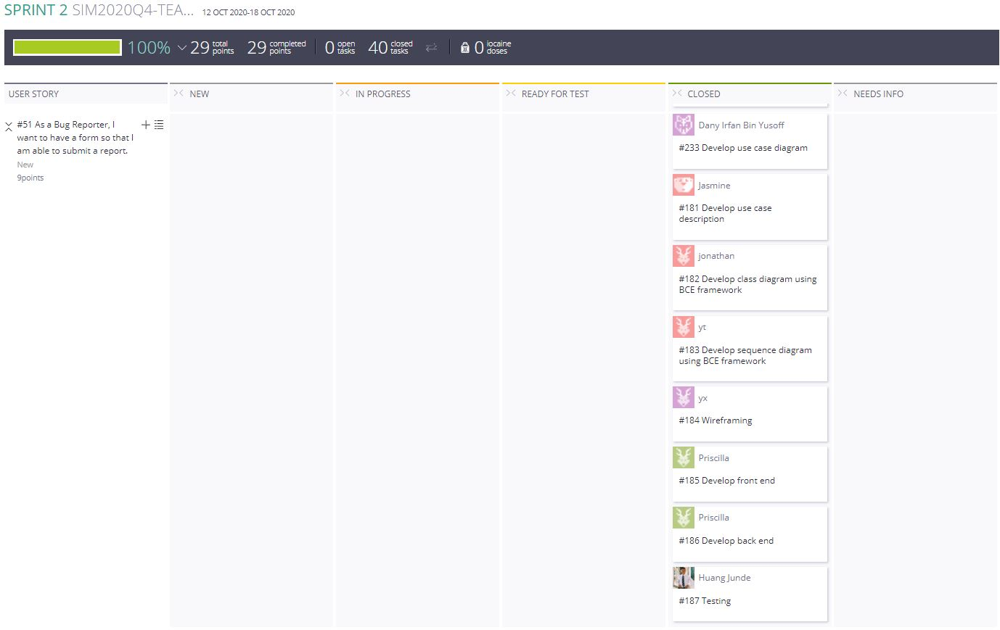 SPRINT 2 SIM2020Q4-TEA... 12 OCT 2020-18 OCT 2020
100% 29 total points 29 completed points 0 open tasks 40 closed tasks 0 iocaine doses
USER STORY NEW IN PROGRESS READY FOR TEST CLOSED NEEDS INFO
#51 As a Bug Reporter, I
want to have a form so that I
am able to submit a report.
New
9points
Dany Irfan Bin Yusoff
#233 Develop use case diagram
Jasmine
#181 Develop use case
description
jonathan
#182 Develop class diagram using
BCE framework
yt
#183 Develop sequence diagram
using BCE framework
yx
#184 Wireframing
Priscilla
#185 Develop front end
Priscilla
#186 Develop back end
Huang Junde
#187 Testing